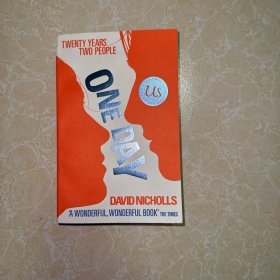 TWENTY YEARS
TWO PEOPLE
ONE DAY
US
DAVID NICHOLLS
'A WONDERFUL, WONDERFUL BOOK' THE TIMES